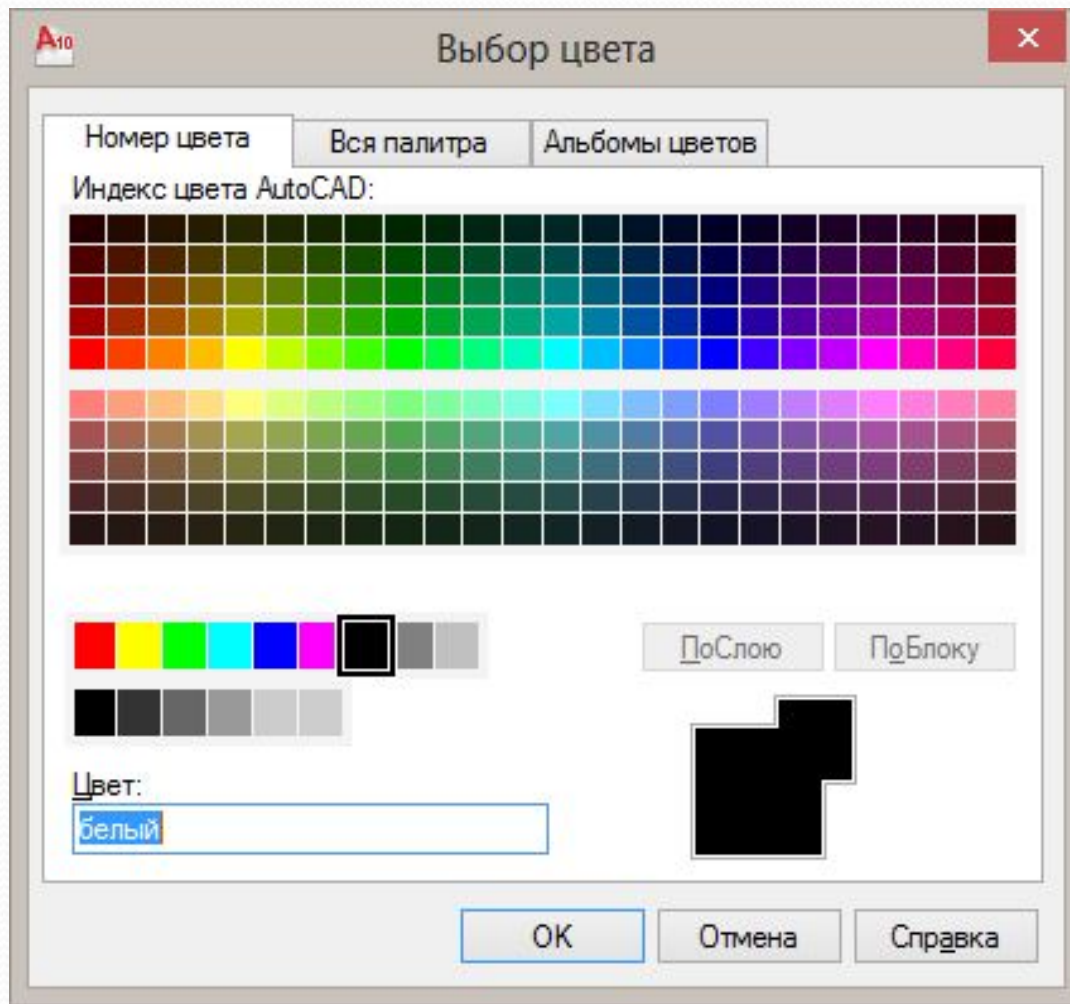 A10
Выбор цвета
Номер цвета
Вся палитра
Альбомы цветов
Индекс цвета AutoCAD:
ПоСлою
ПоБлоку
Цвет:
белый
OK
Отмена
Справка